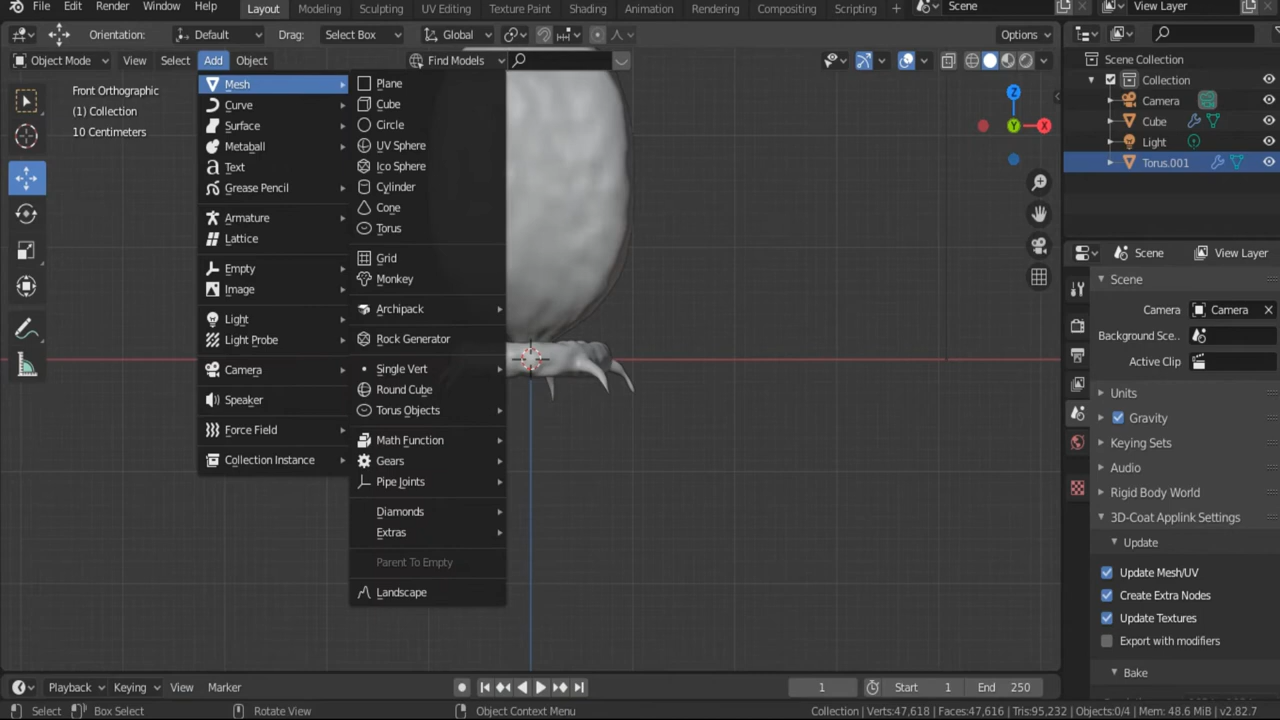 File Edit Render Window Help Layout Modeling Sculpting UV Editing Texture Paint Shading Animation Rendering Compositing Scripting + Scene View Layer
Orientation: Default Drag: Select Box Global Options
Object Mode View Select Add Object Find Models
Front Orthographic
(1) Collection
10 Centimeters
Mesh
Curve
Surface
Metaball
Text
Grease Pencil
Armature
Lattice
Empty
Image
Light
Light Probe
Camera
Speaker
Force Field
Collection Instance
Plane
Cube
Circle
UV Sphere
Ico Sphere
Cylinder
Cone
Torus
Grid
Monkey
Archipack
Rock Generator
Single Vert
Round Cube
Torus Objects
Math Function
Gears
Pipe Joints
Diamonds
Extras
Parent To Empty
Landscape
Z
Y
X
Scene Collection
Collection
Camera
Cube
Light
Torus.001
Scene View Layer
Scene
Camera Camera
Background Sce..
Active Clip
Units
Gravity
Keying Sets
Audio
Rigid Body World
3D-Coat Applink Settings
Update
Update Mesh/UV
Create Extra Nodes
Update Textures
Export with modifiers
Bake
Playback Keying View Marker 1 Start 1 End 250
Select Box Select Rotate View Object Context Menu Collection | Verts:47,618 | Faces:47,616 | Tris:95,232 | Objects:0/4 | Mem: 48.6 MiB | v2.82.7